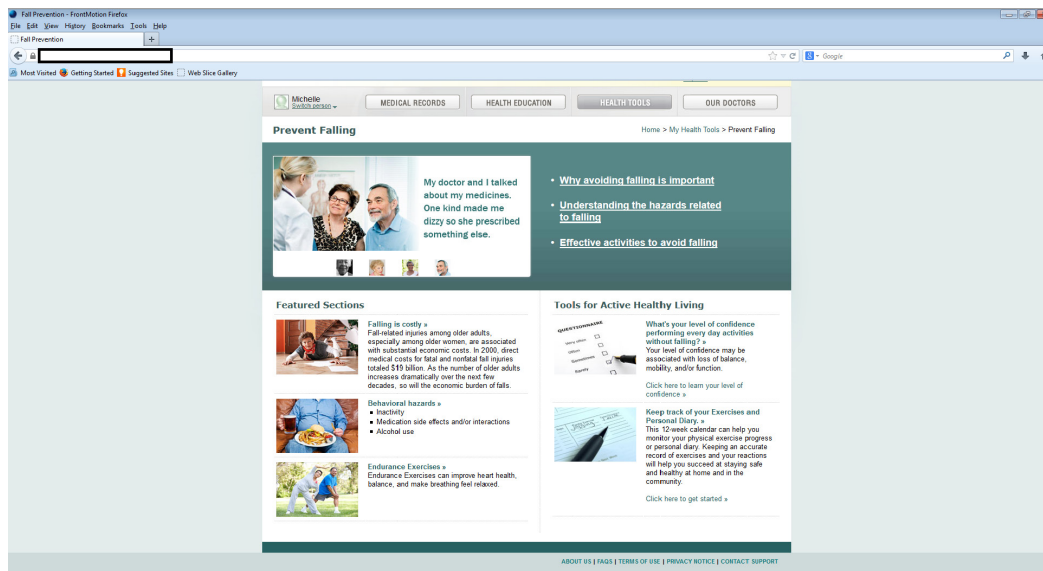 Fall Prevention - FrontMotion Firefox
File Edit View History Bookmarks Tools Help
Fall Prevention
+
Google
Most Visited Getting Started Suggested Sites Web Slice Gallery
Michelle
Switch person
MEDICAL RECORDS
HEALTH EDUCATION
HEALTH TOOLS
OUR DOCTORS
Prevent Falling
Home > My Health Tools > Prevent Falling
My doctor and I talked
about my medicines.
One kind made me
dizzy so she prescribed
something else.
• Why avoiding falling is important
• Understanding the hazards related
to falling
• Effective activities to avoid falling
Featured Sections
Falling is costly »
Fall-related injuries among older adults,
especially among older women, are associated
with substantial economic costs. In 2000, direct
medical costs for fatal and nonfatal fall injuries
totaled $19 billion. As the number of older adults
increases dramatically over the next few
decades, so will the economic burden of falls.
Behavioral hazards »
▪ Inactivity
▪ Medication side effects and/or interactions
▪ Alcohol use
Endurance Exercises »
Endurance Exercises can improve heart health,
balance, and make breathing feel relaxed.
Tools for Active Healthy Living
QUESTIONNAIRE
Very often
Often
Sometimes
Rarely
What's your level of confidence
performing every day activities
without falling? »
Your level of confidence may be
associated with loss of balance,
mobility, and/or function.
Click here to learn your level of
confidence »
Keep track of your Exercises and
Personal Diary. »
This 12-week calendar can help you
monitor your physical exercise progress
or personal diary. Keeping an accurate
record of exercises and your reactions
will help you succeed at staying safe
and healthy at home and in the
community.
Click here to get started »
ABOUT US | FAQS | TERMS OF USE | PRIVACY NOTICE | CONTACT SUPPORT